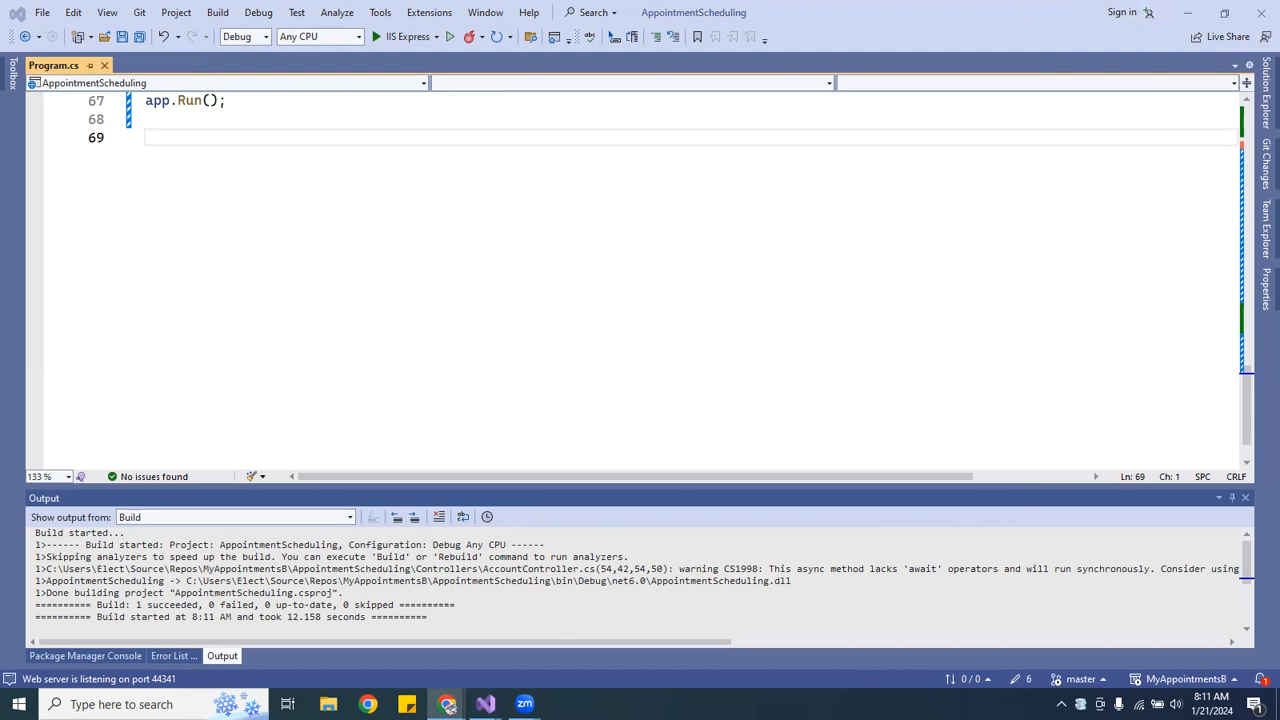 File Edit View Git Project Build Debug Test Analyze Tools Extensions Window Help Search AppointmentScheduling Sign in
Debug Any CPU IIS Express Live Share
Toolbox
Program.cs
AppointmentScheduling
67 app.Run();
68
69
Solution Explorer
Git Changes
Team Explorer
Properties
133 % No issues found Ln: 69 Ch: 1 SPC CRLF
Output
Show output from: Build
Build started...
1>------ Build started: Project: AppointmentScheduling, Configuration: Debug Any CPU ------
1>Skipping analyzers to speed up the build. You can execute 'Build' or 'Rebuild' command to run analyzers.
1>C:\Users\Elect\Source\Repos\MyAppointmentsB\AppointmentScheduling\Controllers\AccountController.cs(54,42,54,50): warning CS1998: This async method lacks 'await' operators and will run synchronously. Consider using
1>AppointmentScheduling -> C:\Users\Elect\Source\Repos\MyAppointmentsB\AppointmentScheduling\bin\Debug\net6.0\AppointmentScheduling.dll
1>Done building project "AppointmentScheduling.csproj".
========== Build: 1 succeeded, 0 failed, 0 up-to-date, 0 skipped ==========
========== Build started at 8:11 AM and took 12.158 seconds ==========
Package Manager Console Error List ... Output
Web server is listening on port 44341 0 / 0 6 master MyAppointmentsB 1
Type here to search zm 8:11 AM
1/21/2024 1